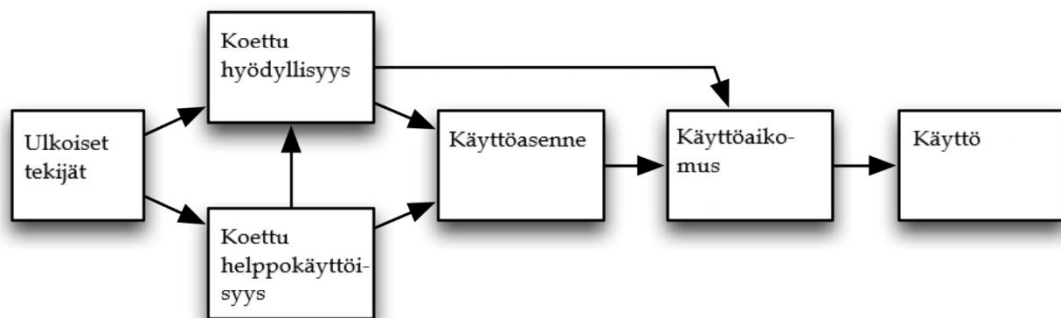 Koettu
hyödyllisyys
Ulkoiset
tekijät
Koettu
helppokäyttöi-
syys
Käyttöasenne
Käyttöaiko-
mus
Käyttö